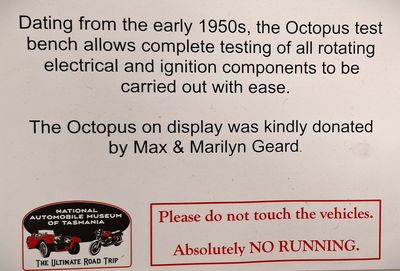 Dating from the early 1950s, the Octopus test
bench allows complete testing of all rotating
electrical and ignition components to be
carried out with ease.
The Octopus on display was kindly donated
by Max & Marilyn Geard.
NATIONAL
AUTOMOBILE MUSEUM
OF TASMANIA
THE ULTIMATE ROAD TRIP
Please do not touch the vehicles.
Absolutely NO RUNNING.